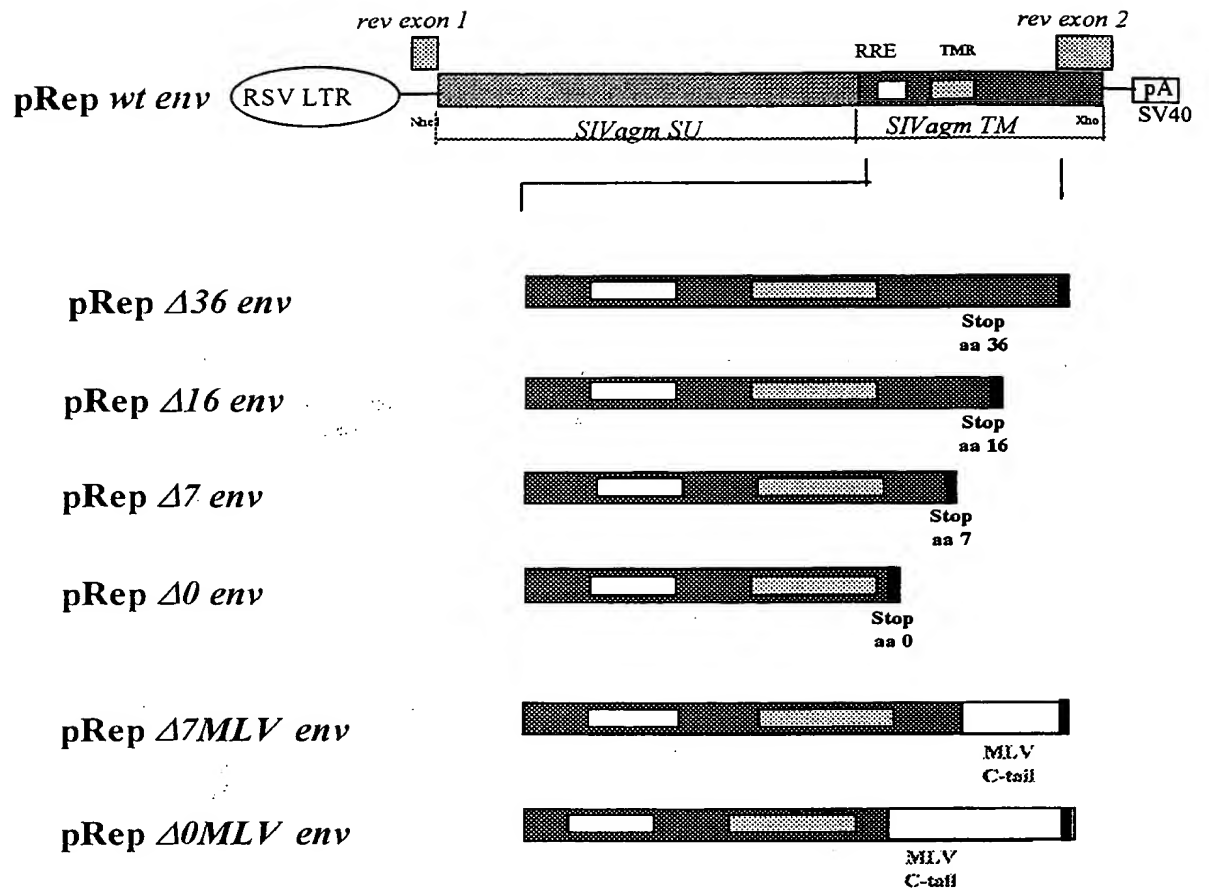 rev exon 1
rev exon 2
RRE
TMR
pRep wt env
RSV LTR
pA
SV40
NheI
SIVagm SU
SIVagm TM
Xho
pRep Δ36 env
Stop
aa 36
pRep Δ16 env
Stop
aa 16
pRep Δ7 env
Stop
aa 7
pRep Δ0 env
Stop
aa 0
pRep Δ7MLV env
MLV
C-tail
pRep Δ0MLV env
MLV
C-tail